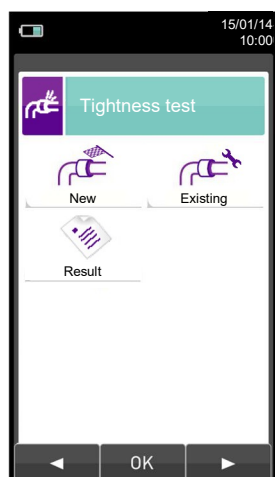 15/01/14
10:00
Tightness test
New
Existing
Result
OK